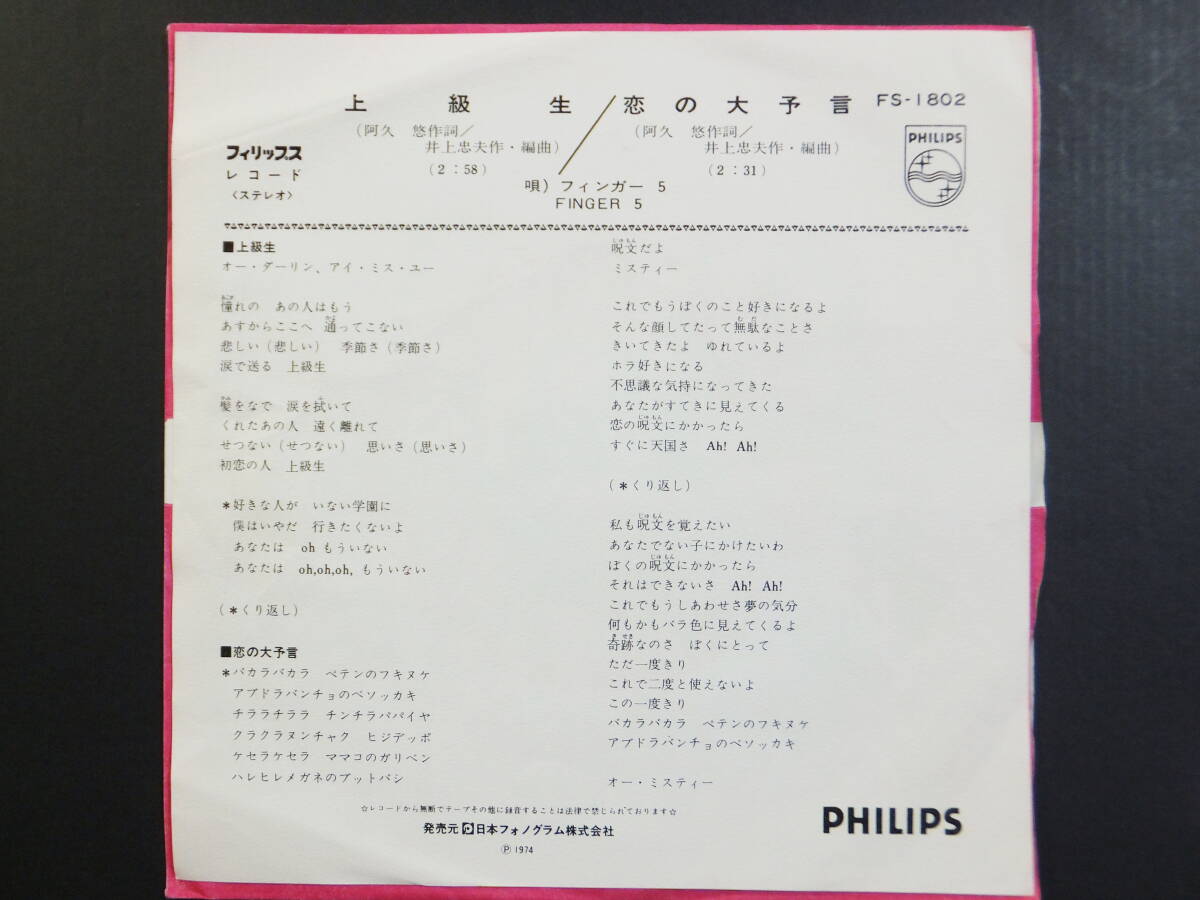 上級生／恋の大予言 FS-1802
（阿久 悠作詞／
井上忠夫作・編曲）
（2：58）
（阿久 悠作詞／
井上忠夫作・編曲）
（2：31）
フィリップス
レコード
〈ステレオ〉
唄）フィンガー 5
FINGER 5
PHILIPS
■上級生
オー・ダーリン、アイ・ミス・ユー
憧れの あの人はもう
あすからここへ 通ってこない
悲しい（悲しい） 季節さ（季節さ）
涙で送る 上級生
髪をなで 涙を拭いて
くれたあの人 遠く離れて
せつない（せつない） 思いさ（思いさ）
初恋の人 上級生
＊好きな人が いない学園に
僕はいやだ 行きたくないよ
あなたは oh もういない
あなたは oh,oh,oh, もういない
（＊くり返し）
■恋の大予言
＊バカラバカラ ペテンのフキヌケ
アブドラバンチョのベソッカキ
チララチララ チンチラパパイヤ
クラクラヌンチャク ヒジデッポ
ケセラケセラ ママコのガリベン
ハレヒレメガネのブットバシ
呪文だよ
ミスティー
これでもうぼくのこと好きになるよ
そんな顔してたって無駄なことさ
きいてきたよ ゆれているよ
ホラ好きになる
不思議な気持になってきた
あなたがすてきに見えてくる
恋の呪文にかかったら
すぐに天国さ Ah! Ah!
（＊くり返し）
私も呪文を覚えたい
あなたでない子にかけたいわ
ぼくの呪文にかかったら
それはできないさ Ah! Ah!
これでもうしあわせさ夢の気分
何もかもバラ色に見えてくるよ
奇跡なのさ ぼくにとって
ただ一度きり
これで二度と使えないよ
この一度きり
バカラバカラ ペテンのフキヌケ
アブドラバンチョのベソッカキ
オー・ミスティー
☆レコードから無断でテープその他に録音することは法律で禁じられております☆
発売元 日本フォノグラム株式会社
Ⓟ 1974
PHILIPS